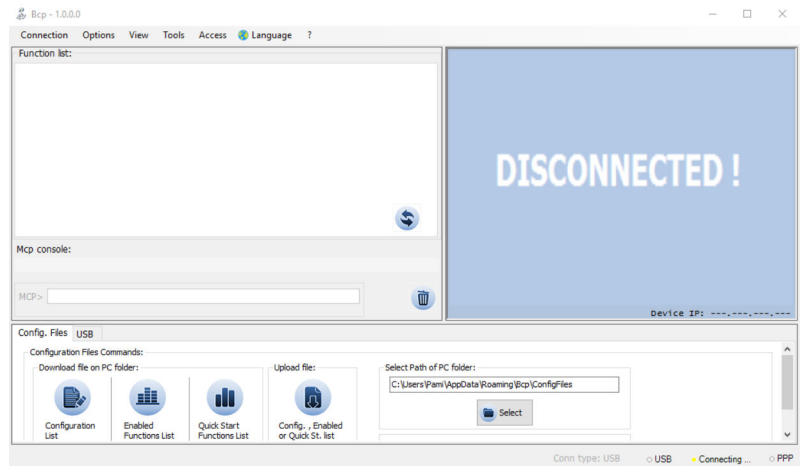 Bcp - 1.0.0.0
Connection Options View Tools Access Language ?
Function list:
DISCONNECTED !
Mcp console:
MCP>
Device IP: ---.---.---.---
Config. Files USB
Configuration Files Commands:
Download file on PC folder:
Upload file:
Select Path of PC folder:
C:\Users\Pami\AppData\Roaming\Bcp\ConfigFiles
Select
Configuration
List
Enabled
Functions List
Quick Start
Functions List
Config. , Enabled
or Quick St. list
Conn type: USB USB Connecting ... PPP